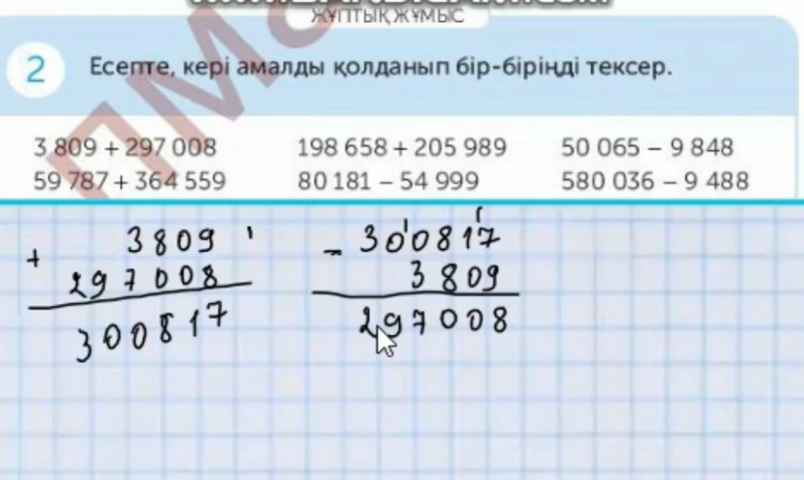 ЖҰПТЫҚ ЖҰМЫС
2 Есепте, кері амалды қолданып бір-біріңді тексер.
3 809 + 297 008 198 658 + 205 989 50 065 − 9 848
59 787 + 364 559 80 181 − 54 999 580 036 − 9 488
+ 3809
297008
300817
− 300817
3809
297008